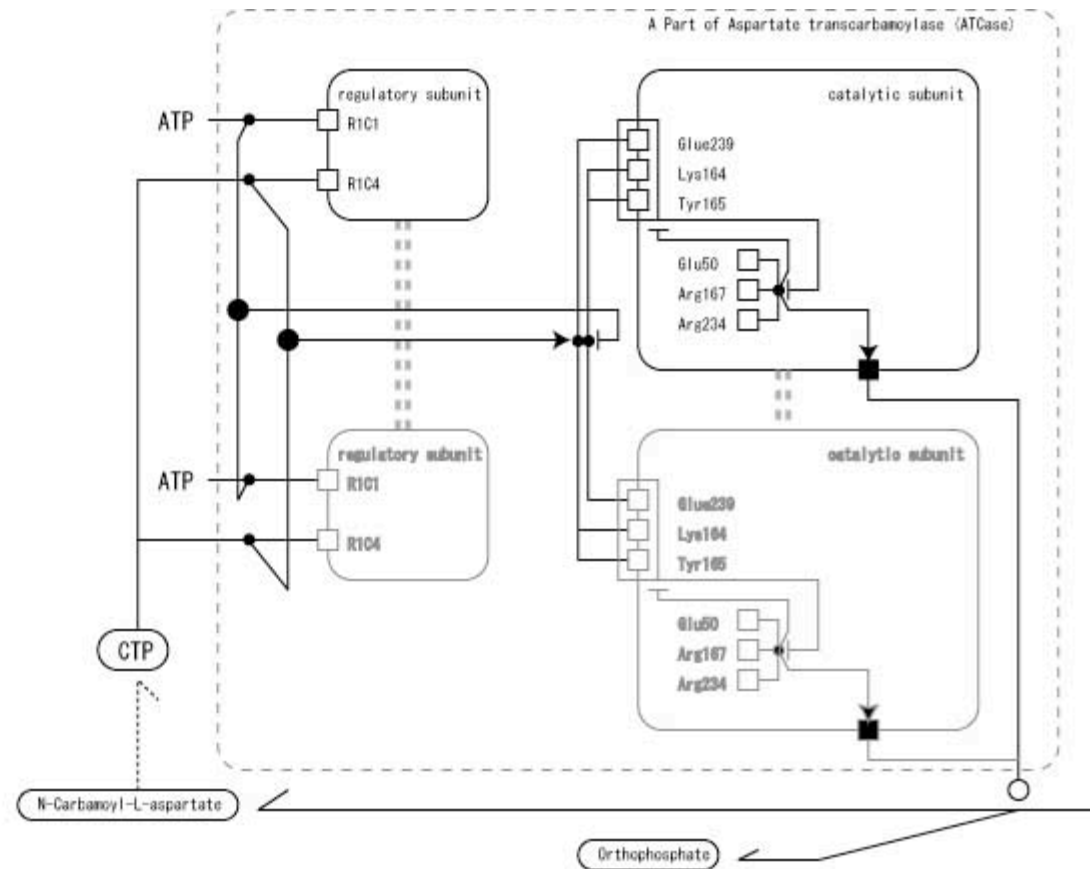 A Part of Aspartate transcarbamoylase (ATCase)
regulatory subunit
catalytic subunit
ATP
R1C1
R1C4
Glue239
Lys164
Tyr165
Glu50
Arg167
Arg234
regulatory subunit
catalytic subunit
ATP
R1C1
R1C4
Glue239
Lys164
Tyr165
Glu50
Arg167
Arg234
CTP
N-Carbamoyl-L-aspartate
Orthophosphate